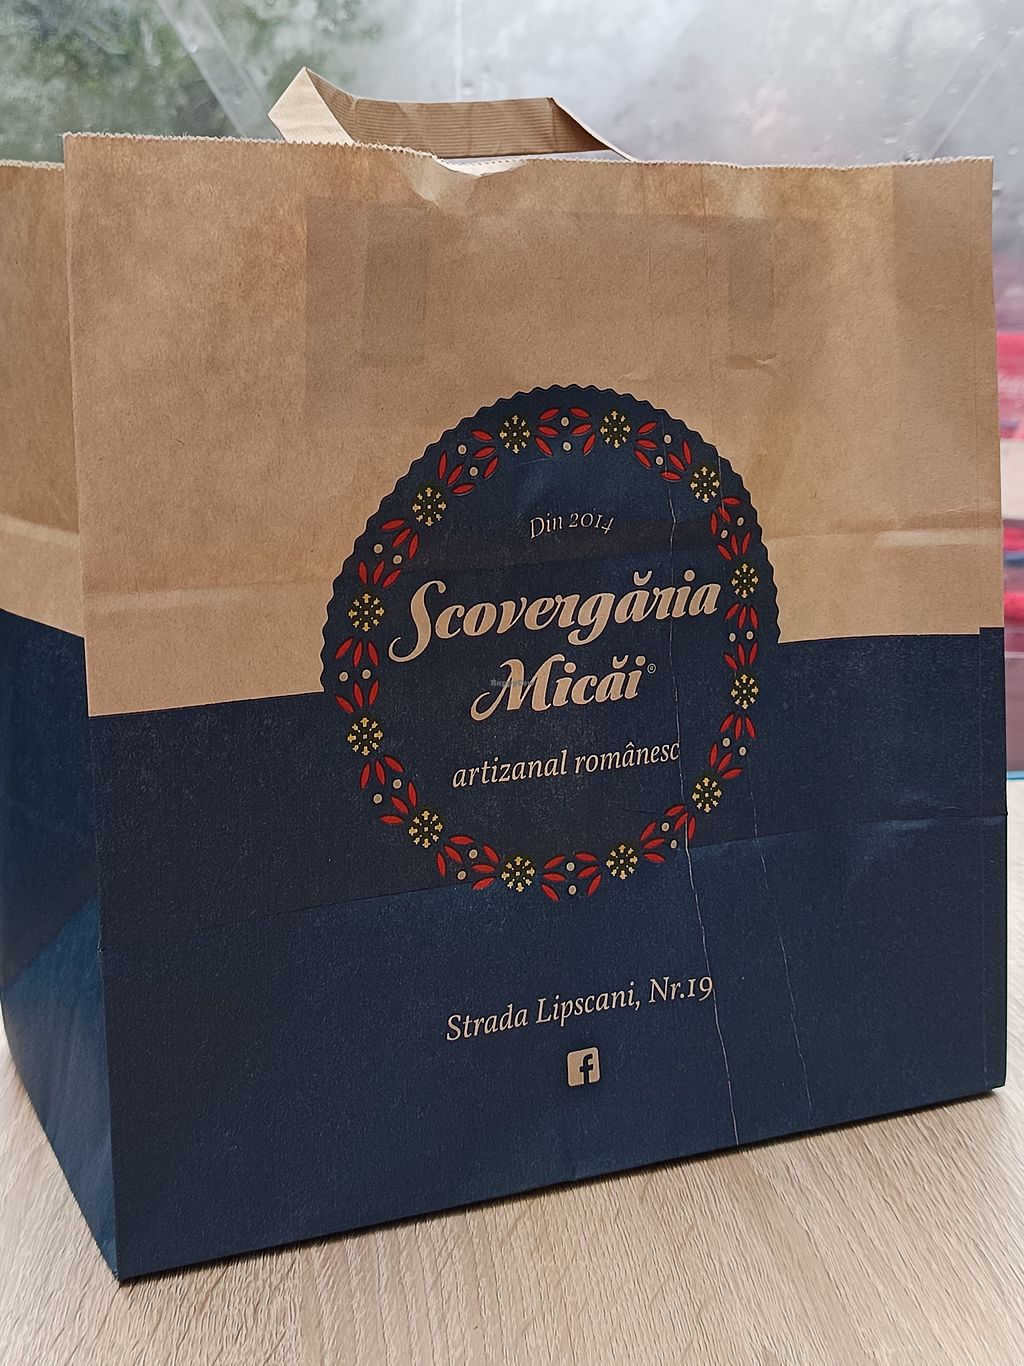 Din 2014
Scovergăria
Micăi®
artizanal românesc
Strada Lipscani, Nr.19
f